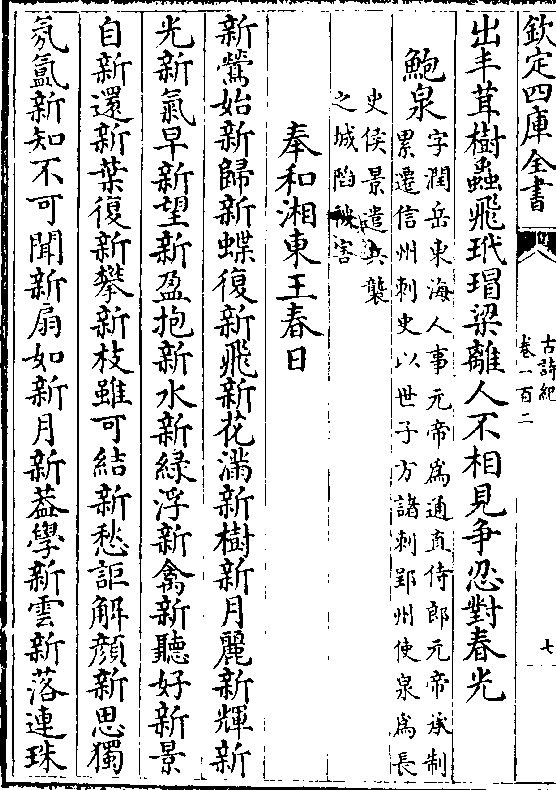 欽定四庫全書
古詩紀
卷一百二
七
出丰茸樹蟲飛玳瑁梁離人不相見争忍對春光
鮑泉
字潤岳東海人事元帝為通直侍郎元帝承制
累遷信州刺史以世子方諸刺郢州使泉為長
史侯景遣兵襲
之城陷被害
奉和湘東王春日
新鶯始新歸新蝶復新飛新花滿新樹新月麗新輝新
光新氣早新望新盈抱新水新緑浮新禽新聽好新景
自新還新葉復新攀新枝雖可結新愁詎解顔新思獨
氛氲新知不可聞新扇如新月新葢學新雲新落連珠